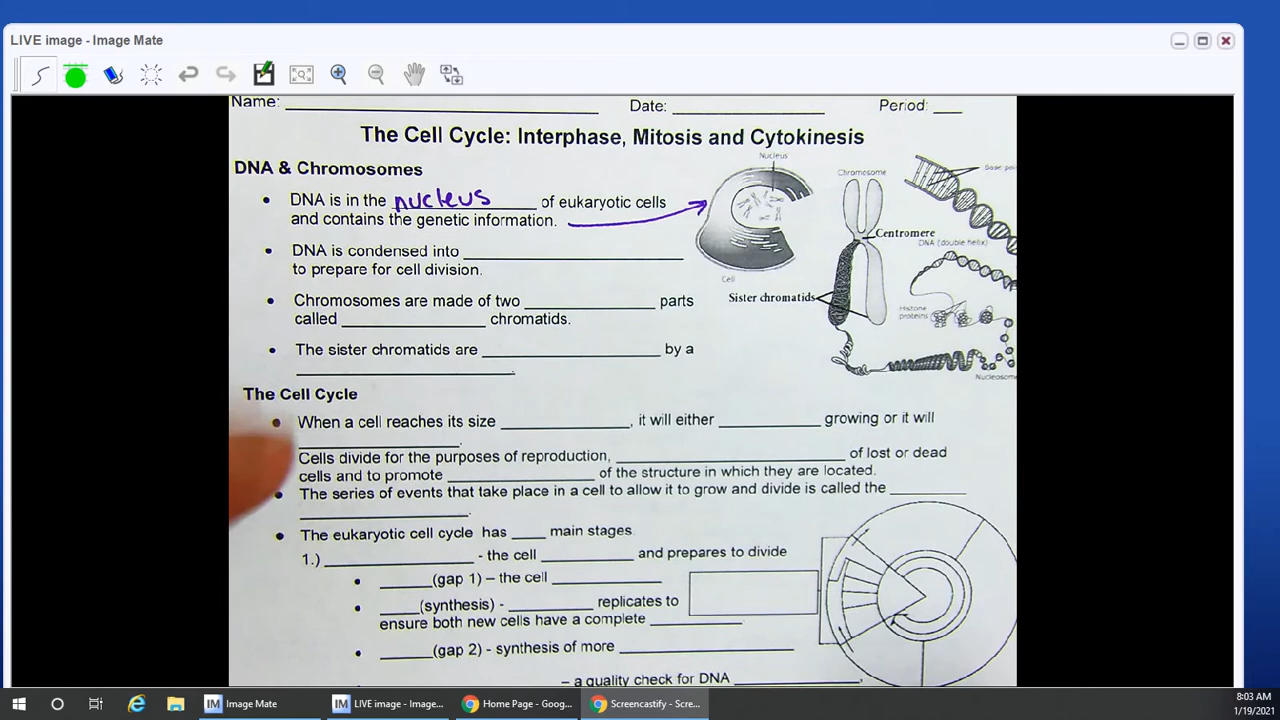 LIVE image - Image Mate
Name: Date: Period:
The Cell Cycle: Interphase, Mitosis and Cytokinesis
Nucleus
DNA & Chromosomes
Chromosome
DNA is in the nucleus of eukaryotic cells
and contains the genetic information.
Centromere
DNA (double helix)
DNA is condensed into
to prepare for cell division.
Cell
Chromosomes are made of two parts
Sister chromatids
called chromatids.
Histone
proteins
The sister chromatids are by a
Nucleosome
The Cell Cycle
When a cell reaches its size , it will either growing or it will
.
Cells divide for the purposes of reproduction, of lost or dead
cells and to promote of the structure in which they are located.
The series of events that take place in a cell to allow it to grow and divide is called the
.
The eukaryotic cell cycle has main stages
1.) - the cell and prepares to divide
(gap 1) – the cell
(synthesis) - replicates to
ensure both new cells have a complete .
(gap 2) - synthesis of more
– a quality check for DNA
IM Image Mate IM LIVE image - Image... Home Page - Goog... Screencastify - Scre...
8:03 AM
1/19/2021